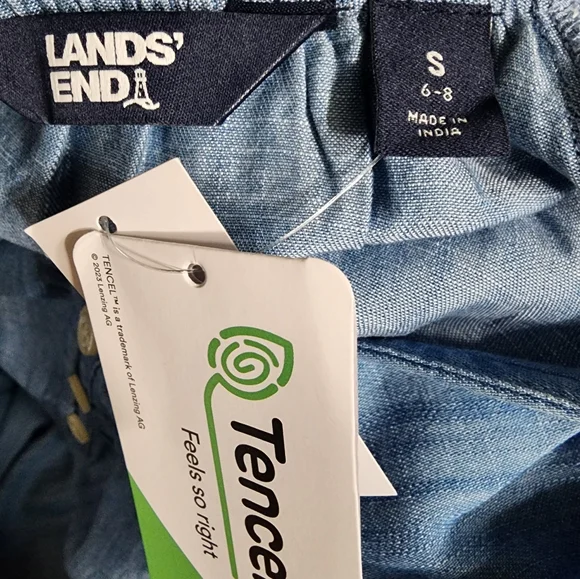 LANDS'
END
S
6-8
MADE IN
INDIA
TENCEL™ is a trademark of Lenzing AG
© 2023 Lenzing AG
Tencel
Feels so right